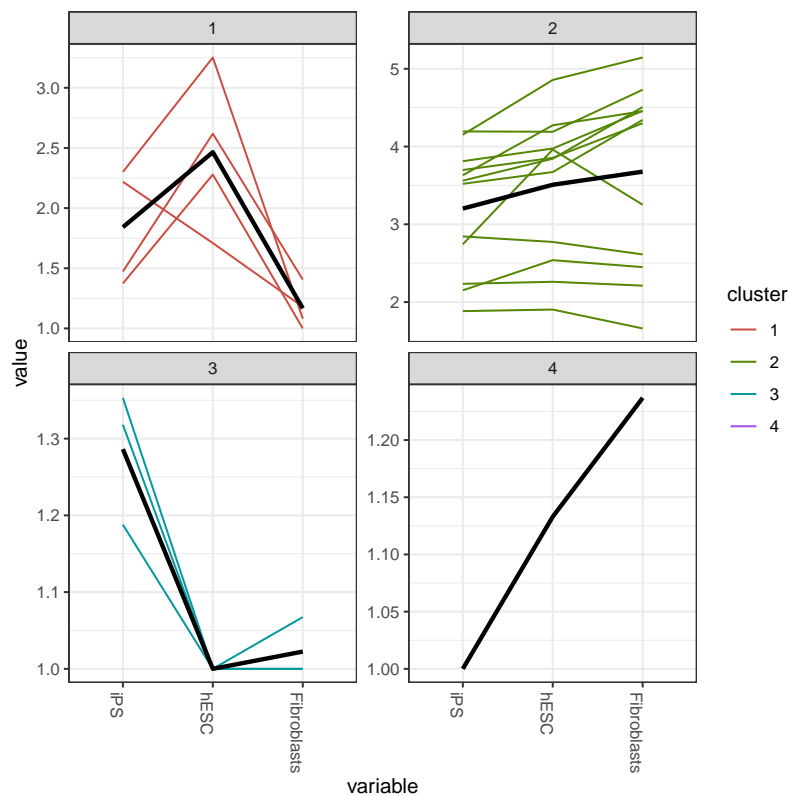 1
2
3.0
2.5
2.0
1.5
1.0
5
4
3
2
value
3
4
1.3
1.2
1.1
1.0
1.20
1.15
1.10
1.05
1.00
iPS
hESC
Fibroblasts
iPS
hESC
Fibroblasts
variable
cluster
1
2
3
4